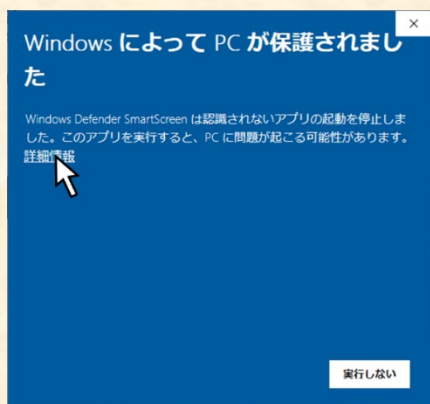 Windows によって PC が保護されまし
た
Windows Defender SmartScreen は認識されないアプリの起動を停止しま
した。このアプリを実行すると、PC に問題が起こる可能性があります。
詳細情報
実行しない